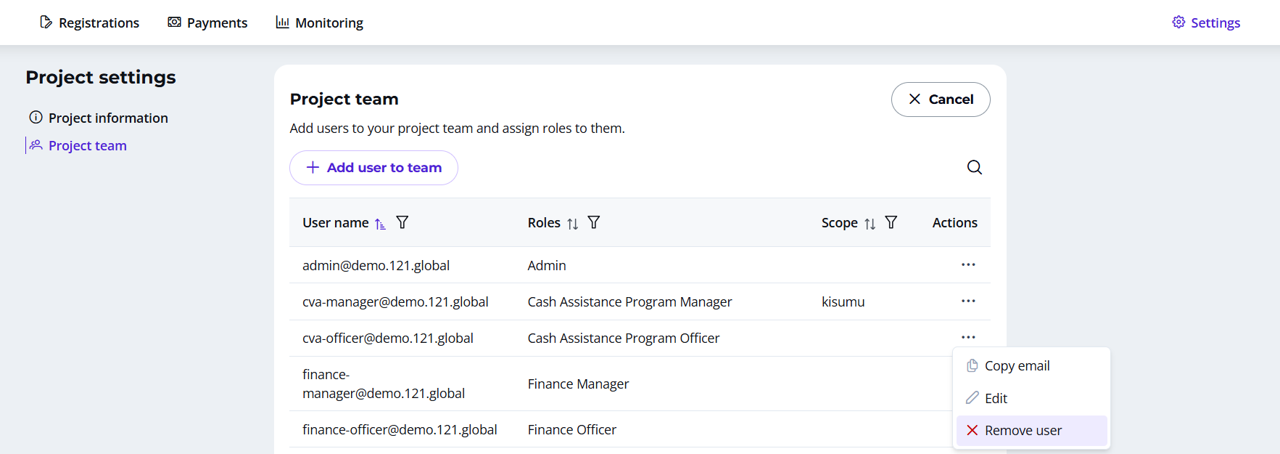 Registrations Payments Monitoring Settings
Project settings
Project information
Project team
Project team
Cancel
Add users to your project team and assign roles to them.
Add user to team
User name Roles Scope Actions
admin@demo.121.global Admin
cva-manager@demo.121.global Cash Assistance Program Manager kisumu
cva-officer@demo.121.global Cash Assistance Program Officer
finance-
manager@demo.121.global Finance Manager
finance-officer@demo.121.global Finance Officer
Copy email
Edit
Remove user